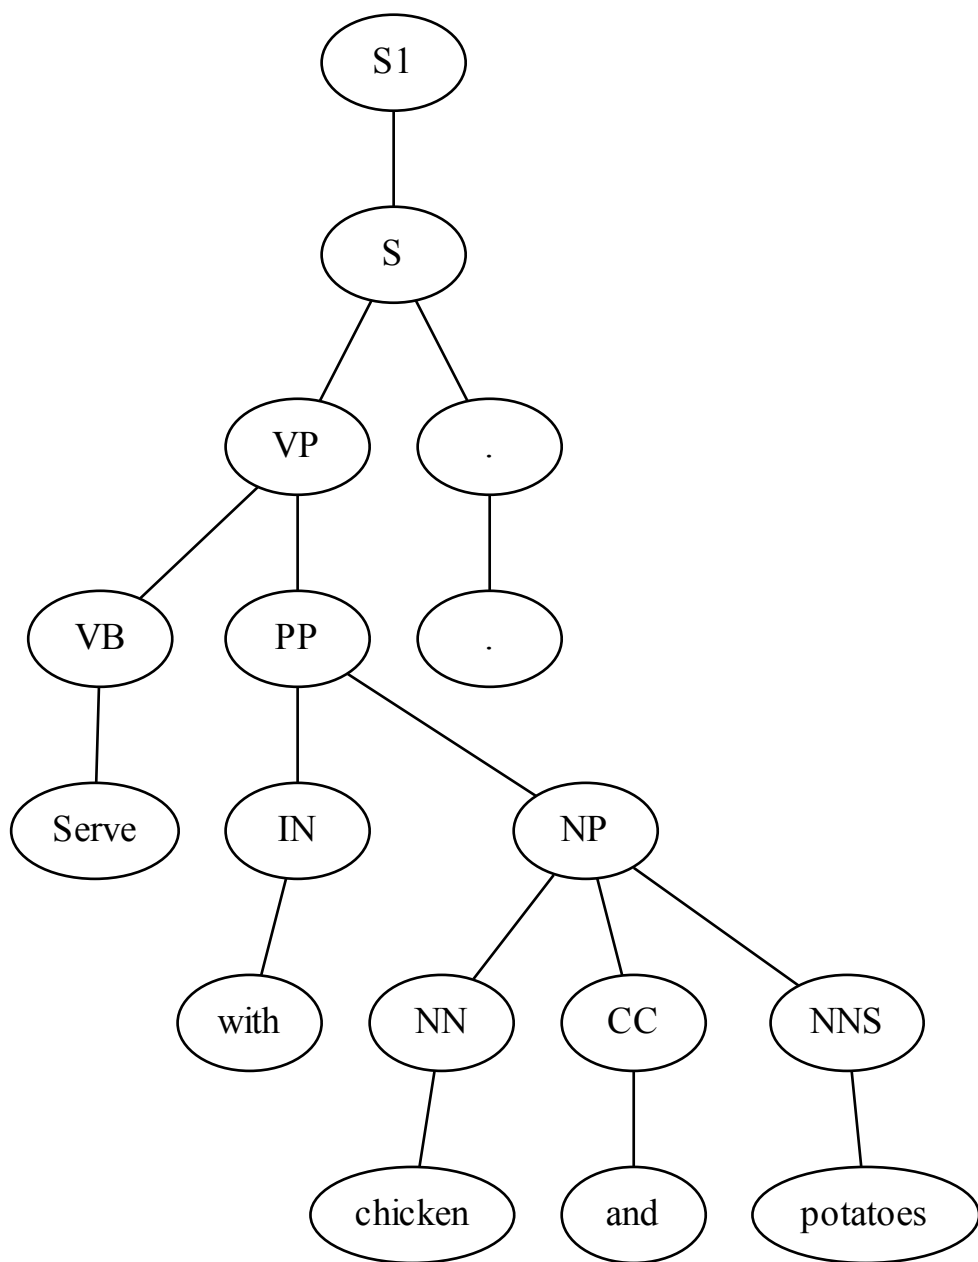 S1
S
VP .
VB PP .
Serve IN NP
with NN CC NNS
chicken and potatoes